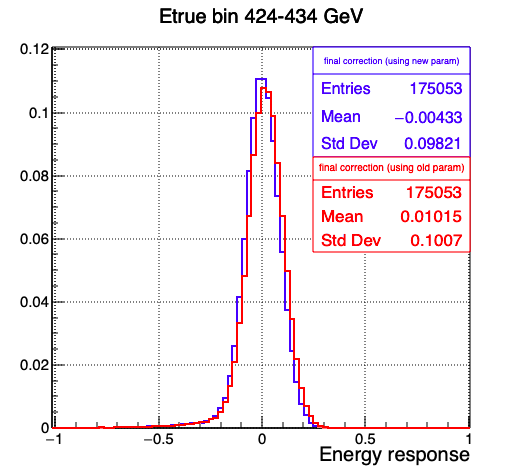 Etrue bin 424-434 GeV
final correction (using new param)
Entries 175053
Mean −0.00433
Std Dev 0.09821
final correction (using old param)
Entries 175053
Mean 0.01015
Std Dev 0.1007
0.12
0.1
0.08
0.06
0.04
0.02
0
−1 −0.5 0 0.5 1
Energy response